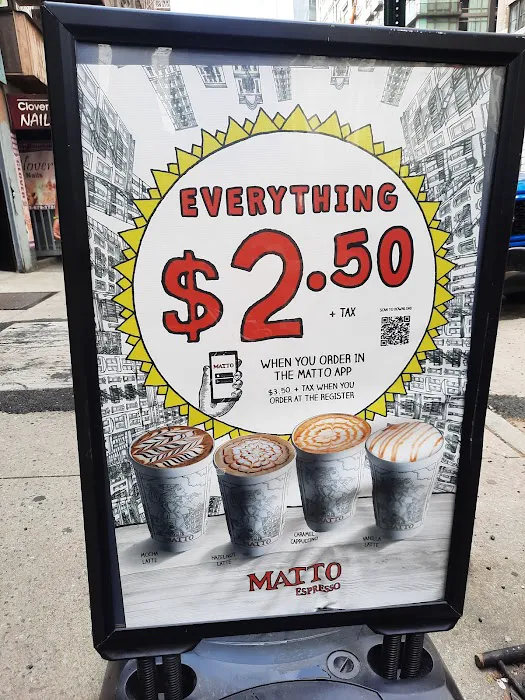 Clover
NAIL
EVERYTHING
$2.50
+ TAX
SCAN TO DOWNLOAD
MATTO
WHEN YOU ORDER IN
THE MATTO APP
$3.50 + TAX WHEN YOU
ORDER AT THE REGISTER
MOCHA
LATTE
HAZELNUT
LATTE
CARAMEL
CAPPUCCINO
VANILLA
LATTE
MATTO
ESPRESSO